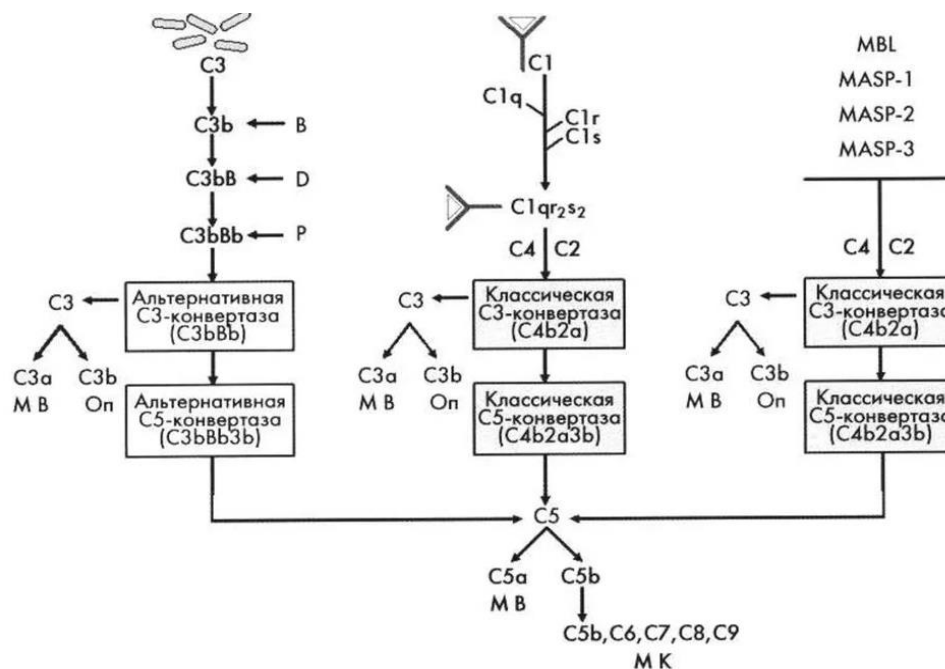 C3
C3b
B
C3bB
D
C3bBb
P
Альтернативная
C3-конвертаза
(C3bBb)
C3
C3a
C3b
М В
Оп
Альтернативная
C5-конвертаза
(C3bBb3b)
C1
C1q
C1r
C1s
C1qr₂s₂
C4
C2
Классическая
C3-конвертаза
(C4b2a)
C3
C3a
C3b
М В
Оп
Классическая
C5-конвертаза
(C4b2a3b)
MBL
MASP-1
MASP-2
MASP-3
C4
C2
Классическая
C3-конвертаза
(C4b2a)
C3
C3a
C3b
М В
Оп
Классическая
C5-конвертаза
(C4b2a3b)
C5
C5a
C5b
М В
C5b,C6,C7,C8,C9
М К